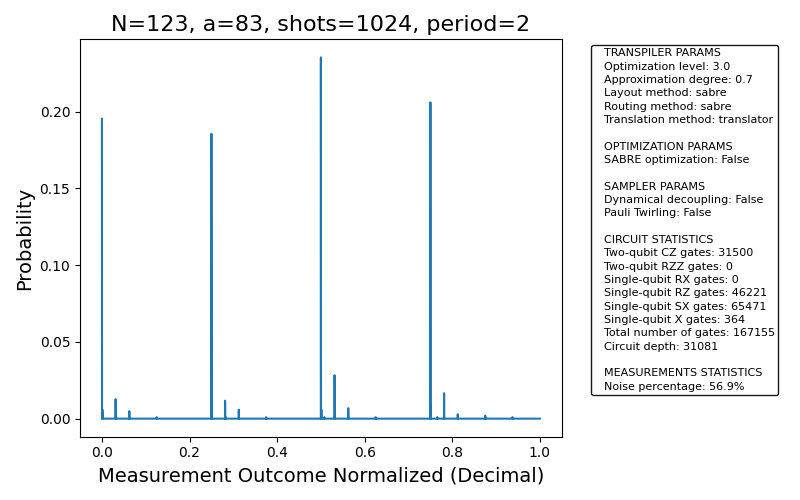 N=123, a=83, shots=1024, period=2
Probability
0.20
0.15
0.10
0.05
0.00
0.0 0.2 0.4 0.6 0.8 1.0
Measurement Outcome Normalized (Decimal)
TRANSPILER PARAMS
Optimization level: 3.0
Approximation degree: 0.7
Layout method: sabre
Routing method: sabre
Translation method: translator
OPTIMIZATION PARAMS
SABRE optimization: False
SAMPLER PARAMS
Dynamical decoupling: False
Pauli Twirling: False
CIRCUIT STATISTICS
Two-qubit CZ gates: 31500
Two-qubit RZZ gates: 0
Single-qubit RX gates: 0
Single-qubit RZ gates: 46221
Single-qubit SX gates: 65471
Single-qubit X gates: 364
Total number of gates: 167155
Circuit depth: 31081
MEASUREMENTS STATISTICS
Noise percentage: 56.9%